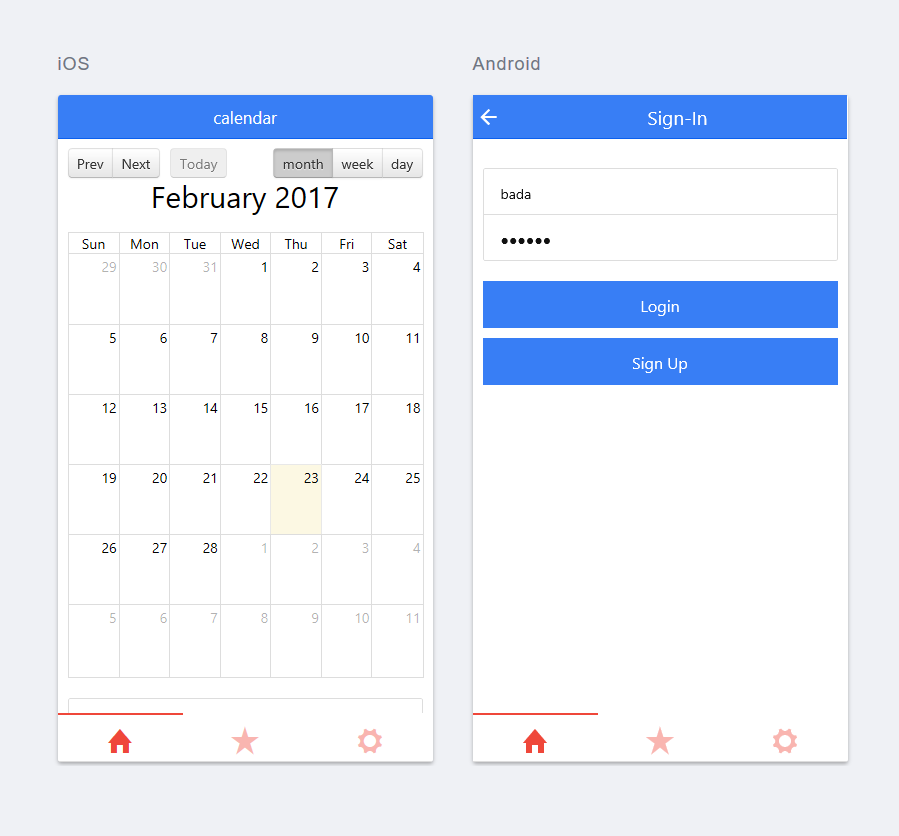 iOS
calendar
Prev Next Today month week day
February 2017
Sun Mon Tue Wed Thu Fri Sat
29 30 31 1 2 3 4
5 6 7 8 9 10 11
12 13 14 15 16 17 18
19 20 21 22 23 24 25
26 27 28 1 2 3 4
5 6 7 8 9 10 11
Android
Sign-In
bada
••••••
Login
Sign Up